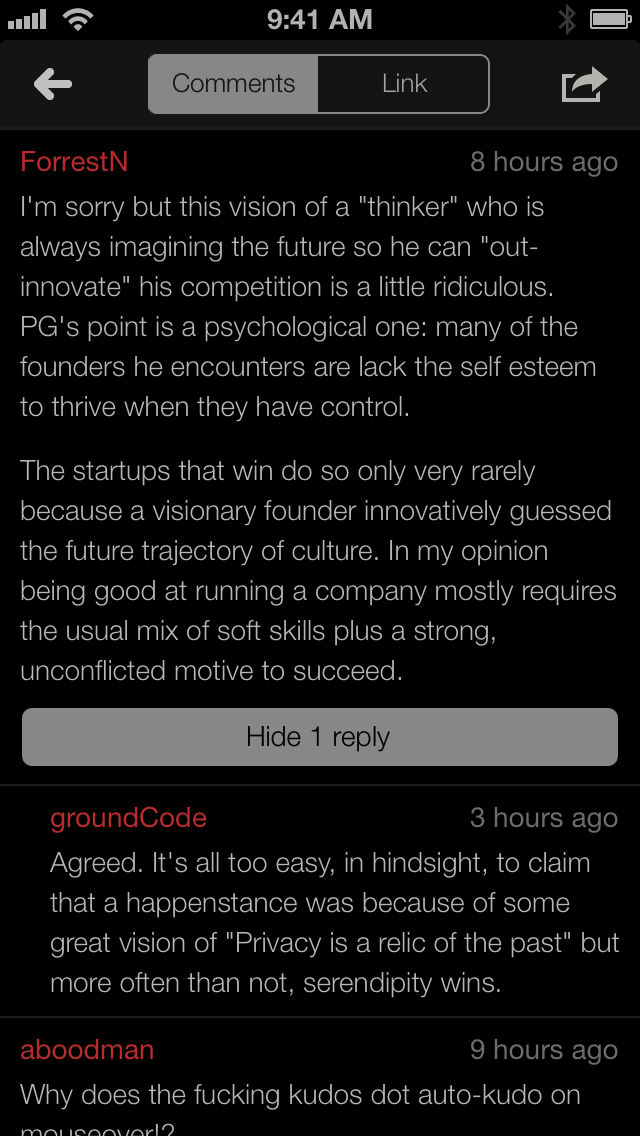 9:41 AM
Comments
Link
ForrestN
8 hours ago
I'm sorry but this vision of a "thinker" who is
always imagining the future so he can "out-
innovate" his competition is a little ridiculous.
PG's point is a psychological one: many of the
founders he encounters are lack the self esteem
to thrive when they have control.
The startups that win do so only very rarely
because a visionary founder innovatively guessed
the future trajectory of culture. In my opinion
being good at running a company mostly requires
the usual mix of soft skills plus a strong,
unconflicted motive to succeed.
Hide 1 reply
groundCode
3 hours ago
Agreed. It's all too easy, in hindsight, to claim
that a happenstance was because of some
great vision of "Privacy is a relic of the past" but
more often than not, serendipity wins.
aboodman
9 hours ago
Why does the fucking kudos dot auto-kudo on
mouseover!?